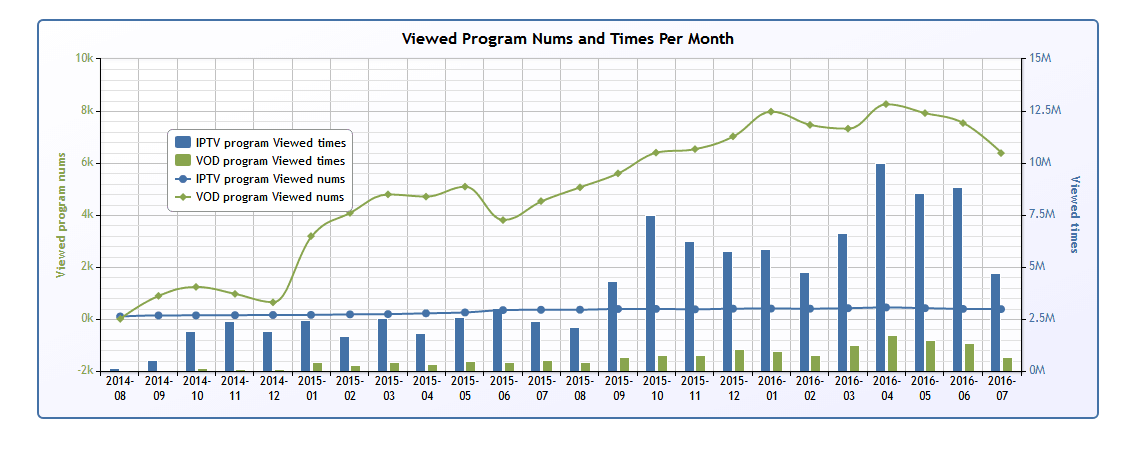 Viewed Program Nums and Times Per Month
10k
8k
6k
4k
2k
0k
-2k
Viewed program nums
IPTV program Viewed times
VOD program Viewed times
IPTV program Viewed nums
VOD program Viewed nums
15M
12.5M
10M
7.5M
5M
2.5M
0M
Viewed times
2014- 2014- 2014- 2014- 2014- 2015- 2015- 2015- 2015- 2015- 2015- 2015- 2015- 2015- 2015- 2015- 2015- 2016- 2016- 2016- 2016- 2016- 2016- 2016-
08 09 10 11 12 01 02 03 04 05 06 07 08 09 10 11 12 01 02 03 04 05 06 07